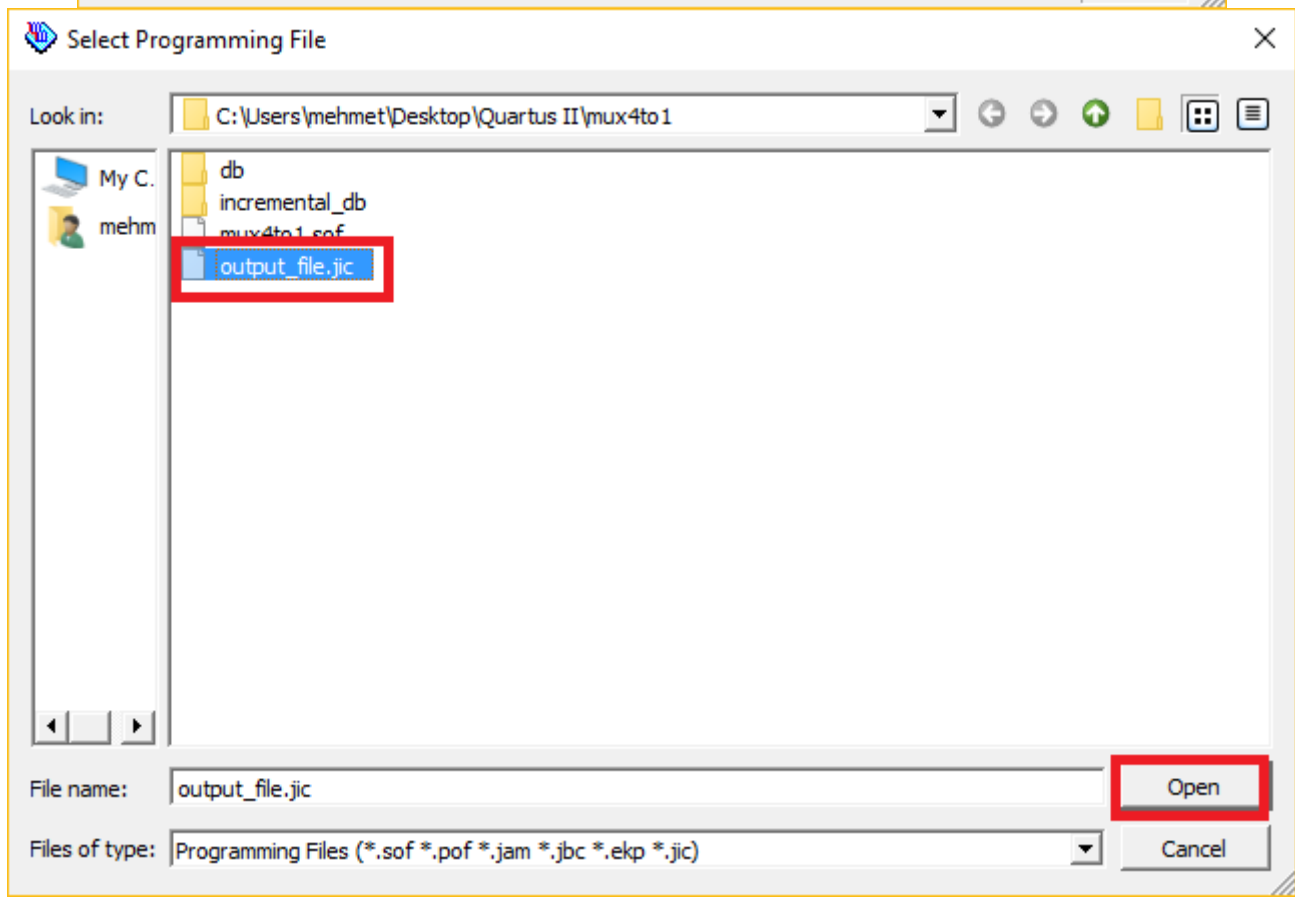 Select Programming File
Look in: C:\Users\mehmet\Desktop\Quartus II\mux4to1
My C.
mehm
db
incremental_db
mux4to1.sof
output_file.jic
File name: output_file.jic Open
Files of type: Programming Files (*.sof *.pof *.jam *.jbc *.ekp *.jic) Cancel